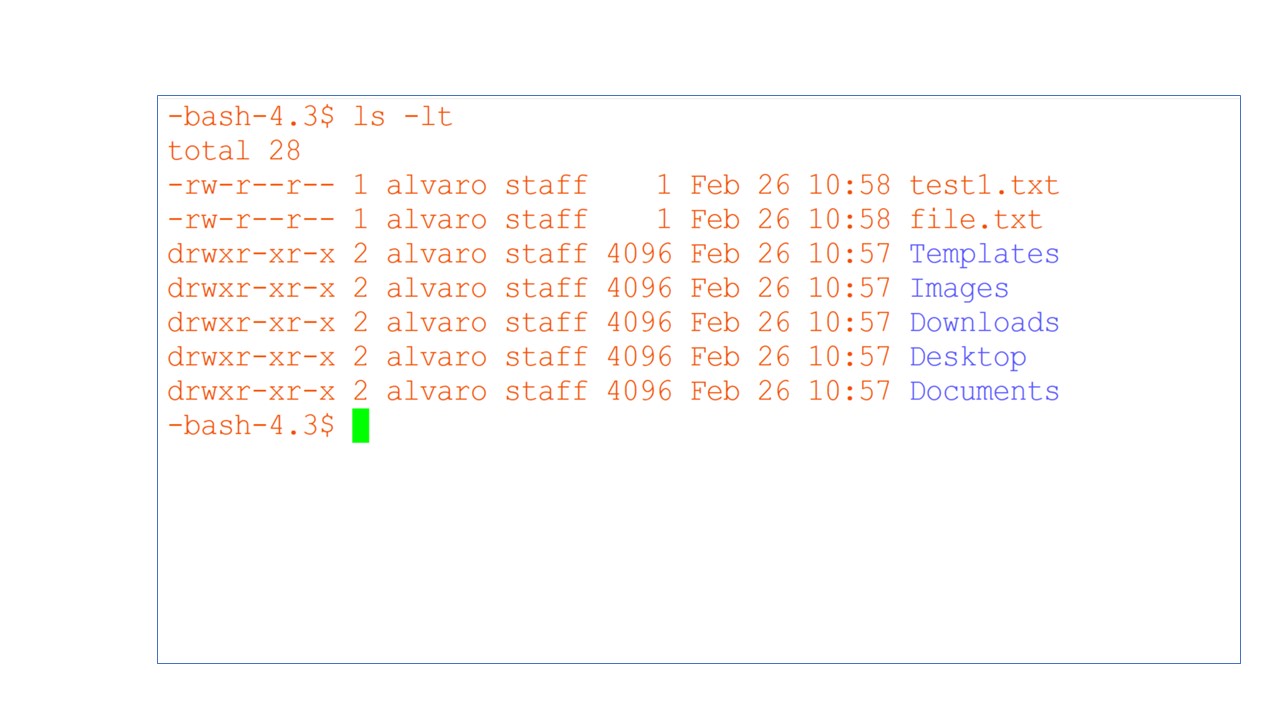 -bash-4.3$ ls -lt
total 28
-rw-r--r-- 1 alvaro staff    1 Feb 26 10:58 test1.txt
-rw-r--r-- 1 alvaro staff    1 Feb 26 10:58 file.txt
drwxr-xr-x 2 alvaro staff 4096 Feb 26 10:57 Templates
drwxr-xr-x 2 alvaro staff 4096 Feb 26 10:57 Images
drwxr-xr-x 2 alvaro staff 4096 Feb 26 10:57 Downloads
drwxr-xr-x 2 alvaro staff 4096 Feb 26 10:57 Desktop
drwxr-xr-x 2 alvaro staff 4096 Feb 26 10:57 Documents
-bash-4.3$